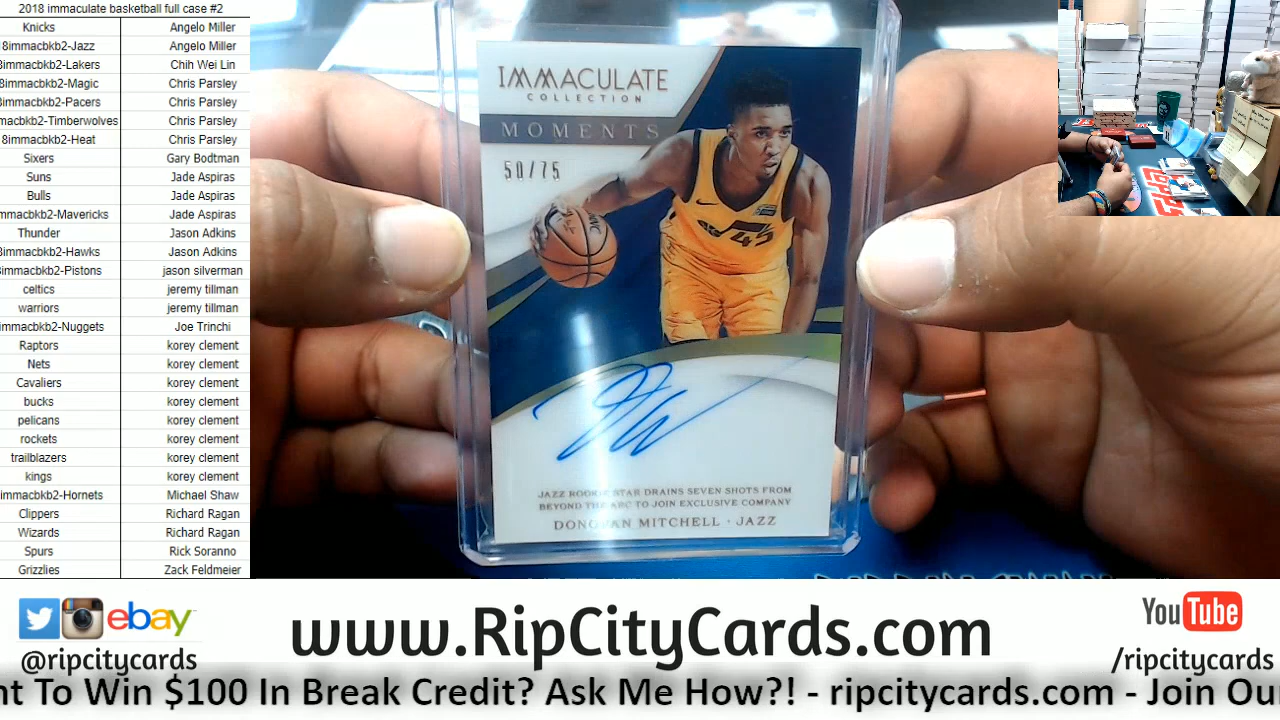 2018 immaculate basketball full case #2
Knicks Angelo Miller
8immacbkb2-Jazz Angelo Miller
8immacbkb2-Lakers Chih Wei Lin
8immacbkb2-Magic Chris Parsley
8immacbkb2-Pacers Chris Parsley
mmacbkb2-Timberwolves Chris Parsley
8immacbkb2-Heat Chris Parsley
Sixers Gary Bodtman
Suns Jade Aspiras
Bulls Jade Aspiras
mmacbkb2-Mavericks Jade Aspiras
Thunder Jason Adkins
8immacbkb2-Hawks Jason Adkins
8immacbkb2-Pistons jason silverman
celtics jeremy tillman
warriors jeremy tillman
mmacbkb2-Nuggets Joe Trinchi
Raptors korey clement
Nets korey clement
Cavaliers korey clement
bucks korey clement
pelicans korey clement
rockets korey clement
trailblazers korey clement
kings korey clement
immacbkb2-Hornets Michael Shaw
Clippers Richard Ragan
Wizards Richard Ragan
Spurs Rick Soranno
Grizzlies Zack Feldmeier
IMMACULATE
COLLECTION
MOMENTS
50/75
45
JAZZ ROOKIE STAR DRAINS SEVEN SHOTS FROM
BEYOND THE ARC TO JOIN EXCLUSIVE COMPANY
DONOVAN MITCHELL · JAZZ
ebay
@ripcitycards
www.RipCityCards.com
YouTube
/ripcitycards
nt To Win $100 In Break Credit? Ask Me How?! - ripcitycards.com - Join Ou